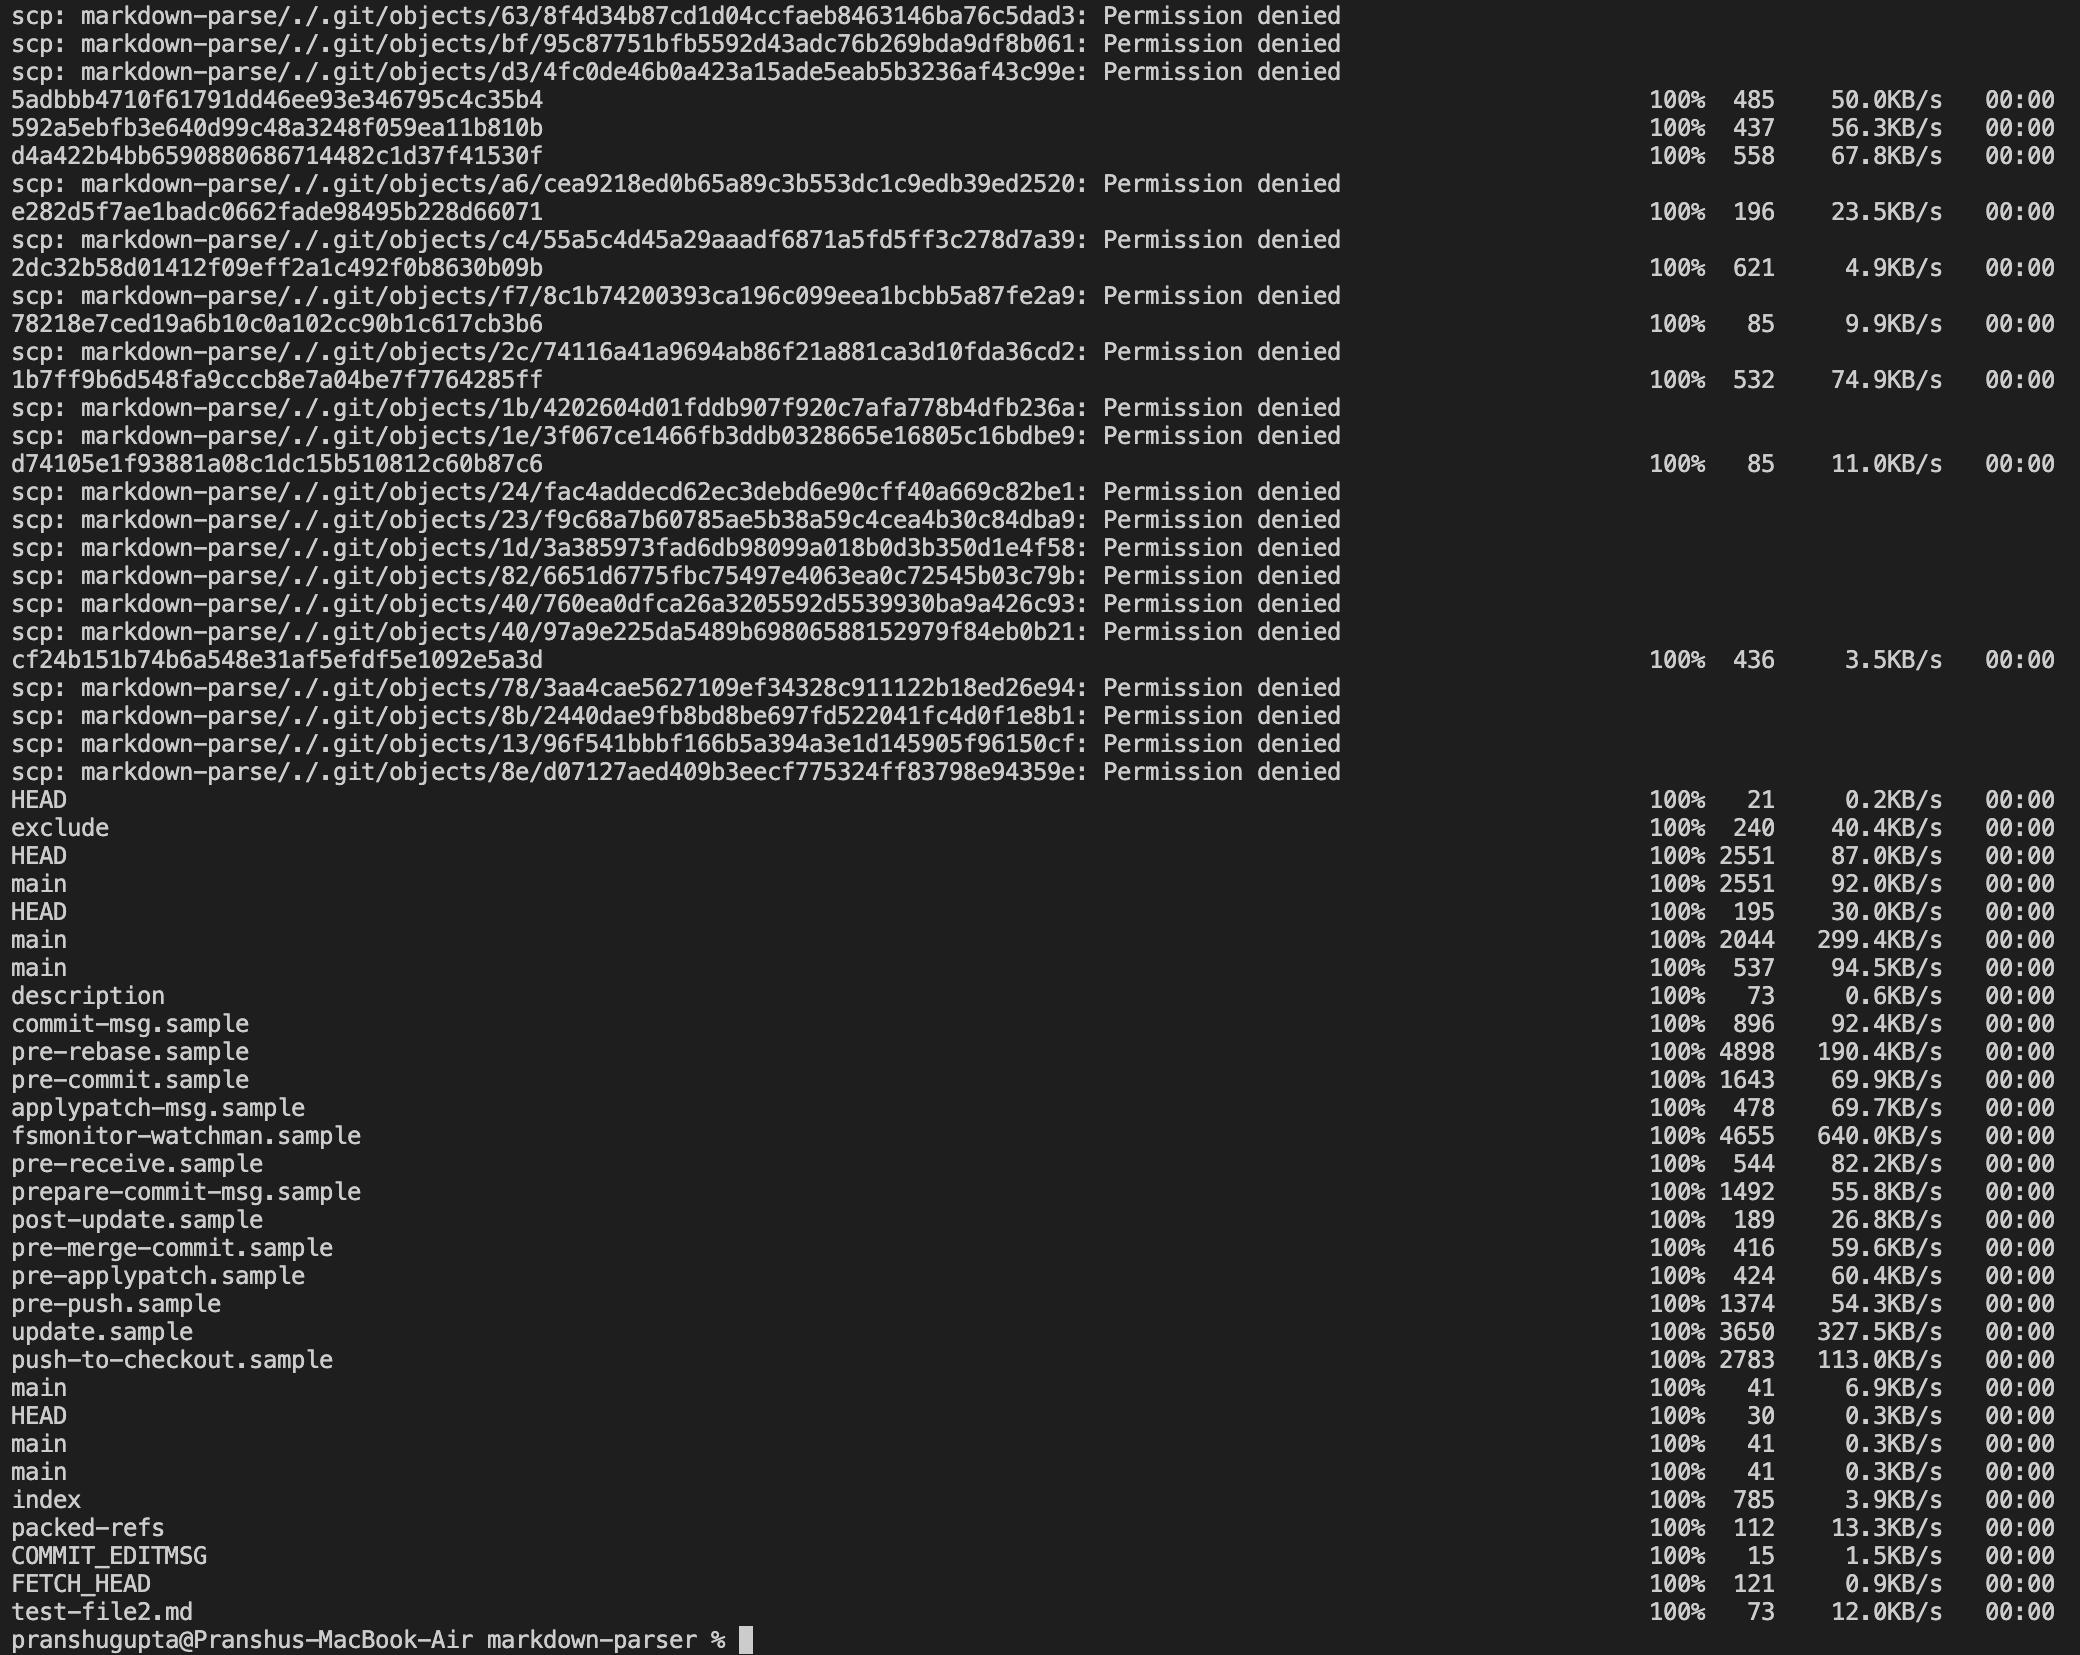 scp: markdown-parse/./.git/objects/63/8f4d34b87cd1d04ccfaeb8463146ba76c5dad3: Permission denied
scp: markdown-parse/./.git/objects/bf/95c87751bfb5592d43adc76b269bda9df8b061: Permission denied
scp: markdown-parse/./.git/objects/d3/4fc0de46b0a423a15ade5eab5b3236af43c99e: Permission denied
5adbbb4710f61791dd46ee93e346795c4c35b4 100% 485 50.0KB/s 00:00
592a5ebfb3e640d99c48a3248f059ea11b810b 100% 437 56.3KB/s 00:00
d4a422b4bb6590880686714482c1d37f41530f 100% 558 67.8KB/s 00:00
scp: markdown-parse/./.git/objects/a6/cea9218ed0b65a89c3b553dc1c9edb39ed2520: Permission denied
e282d5f7ae1badc0662fade98495b228d66071 100% 196 23.5KB/s 00:00
scp: markdown-parse/./.git/objects/c4/55a5c4d45a29aaadf6871a5fd5ff3c278d7a39: Permission denied
2dc32b58d01412f09eff2a1c492f0b8630b09b 100% 621 4.9KB/s 00:00
scp: markdown-parse/./.git/objects/f7/8c1b74200393ca196c099eea1bcbb5a87fe2a9: Permission denied
78218e7ced19a6b10c0a102cc90b1c617cb3b6 100% 85 9.9KB/s 00:00
scp: markdown-parse/./.git/objects/2c/74116a41a9694ab86f21a881ca3d10fda36cd2: Permission denied
1b7ff9b6d548fa9cccb8e7a04be7f7764285ff 100% 532 74.9KB/s 00:00
scp: markdown-parse/./.git/objects/1b/4202604d01fddb907f920c7afa778b4dfb236a: Permission denied
scp: markdown-parse/./.git/objects/1e/3f067ce1466fb3ddb0328665e16805c16bdbe9: Permission denied
d74105e1f93881a08c1dc15b510812c60b87c6 100% 85 11.0KB/s 00:00
scp: markdown-parse/./.git/objects/24/fac4addecd62ec3debd6e90cff40a669c82be1: Permission denied
scp: markdown-parse/./.git/objects/23/f9c68a7b60785ae5b38a59c4cea4b30c84dba9: Permission denied
scp: markdown-parse/./.git/objects/1d/3a385973fad6db98099a018b0d3b350d1e4f58: Permission denied
scp: markdown-parse/./.git/objects/82/6651d6775fbc75497e4063ea0c72545b03c79b: Permission denied
scp: markdown-parse/./.git/objects/40/760ea0dfca26a3205592d5539930ba9a426c93: Permission denied
scp: markdown-parse/./.git/objects/40/97a9e225da5489b69806588152979f84eb0b21: Permission denied
cf24b151b74b6a548e31af5efdf5e1092e5a3d 100% 436 3.5KB/s 00:00
scp: markdown-parse/./.git/objects/78/3aa4cae5627109ef34328c911122b18ed26e94: Permission denied
scp: markdown-parse/./.git/objects/8b/2440dae9fb8bd8be697fd522041fc4d0f1e8b1: Permission denied
scp: markdown-parse/./.git/objects/13/96f541bbbf166b5a394a3e1d145905f96150cf: Permission denied
scp: markdown-parse/./.git/objects/8e/d07127aed409b3eecf775324ff83798e94359e: Permission denied
HEAD 100% 21 0.2KB/s 00:00
exclude 100% 240 40.4KB/s 00:00
HEAD 100% 2551 87.0KB/s 00:00
main 100% 2551 92.0KB/s 00:00
HEAD 100% 195 30.0KB/s 00:00
main 100% 2044 299.4KB/s 00:00
main 100% 537 94.5KB/s 00:00
description 100% 73 0.6KB/s 00:00
commit-msg.sample 100% 896 92.4KB/s 00:00
pre-rebase.sample 100% 4898 190.4KB/s 00:00
pre-commit.sample 100% 1643 69.9KB/s 00:00
applypatch-msg.sample 100% 478 69.7KB/s 00:00
fsmonitor-watchman.sample 100% 4655 640.0KB/s 00:00
pre-receive.sample 100% 544 82.2KB/s 00:00
prepare-commit-msg.sample 100% 1492 55.8KB/s 00:00
post-update.sample 100% 189 26.8KB/s 00:00
pre-merge-commit.sample 100% 416 59.6KB/s 00:00
pre-applypatch.sample 100% 424 60.4KB/s 00:00
pre-push.sample 100% 1374 54.3KB/s 00:00
update.sample 100% 3650 327.5KB/s 00:00
push-to-checkout.sample 100% 2783 113.0KB/s 00:00
main 100% 41 6.9KB/s 00:00
HEAD 100% 30 0.3KB/s 00:00
main 100% 41 0.3KB/s 00:00
main 100% 41 0.3KB/s 00:00
index 100% 785 3.9KB/s 00:00
packed-refs 100% 112 13.3KB/s 00:00
COMMIT_EDITMSG 100% 15 1.5KB/s 00:00
FETCH_HEAD 100% 121 0.9KB/s 00:00
test-file2.md 100% 73 12.0KB/s 00:00
pranshugupta@Pranshus-MacBook-Air markdown-parser %